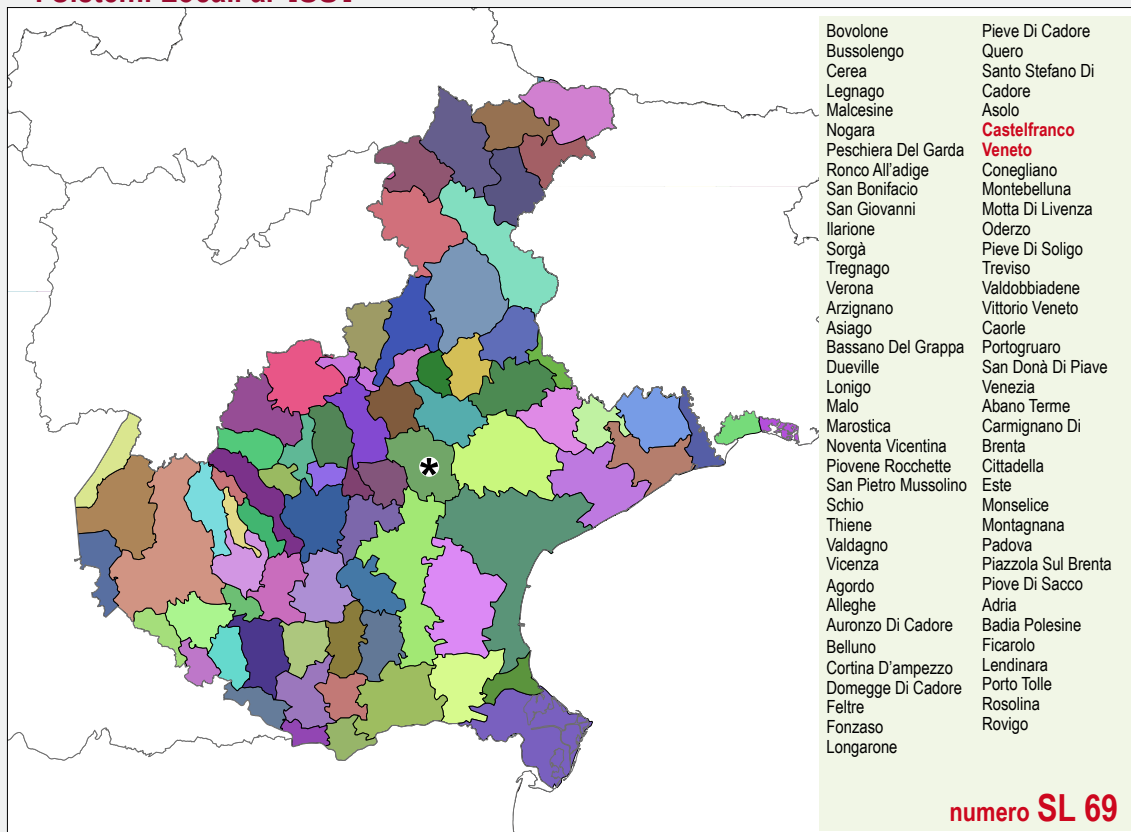 Bovolone
Bussolengo
Cerea
Legnago
Malcesine
Nogara
Peschiera Del Garda
Ronco All'adige
San Bonifacio
San Giovanni
Ilarione
Sorgà
Tregnago
Verona
Arzignano
Asiago
Bassano Del Grappa
Dueville
Lonigo
Malo
Marostica
Noventa Vicentina
Piovene Rocchette
San Pietro Mussolino
Schio
Thiene
Valdagno
Vicenza
Agordo
Alleghe
Auronzo Di Cadore
Belluno
Cortina D'ampezzo
Domegge Di Cadore
Feltre
Fonzaso
Longarone
Pieve Di Cadore
Quero
Santo Stefano Di
Cadore
Asolo
Castelfranco
Veneto
Conegliano
Montebelluna
Motta Di Livenza
Oderzo
Pieve Di Soligo
Treviso
Valdobbiadene
Vittorio Veneto
Caorle
Portogruaro
San Donà Di Piave
Venezia
Abano Terme
Carmignano Di
Brenta
Cittadella
Este
Monselice
Montagnana
Padova
Piazzola Sul Brenta
Piove Di Sacco
Adria
Badia Polesine
Ficarolo
Lendinara
Porto Tolle
Rosolina
Rovigo
numero SL 69